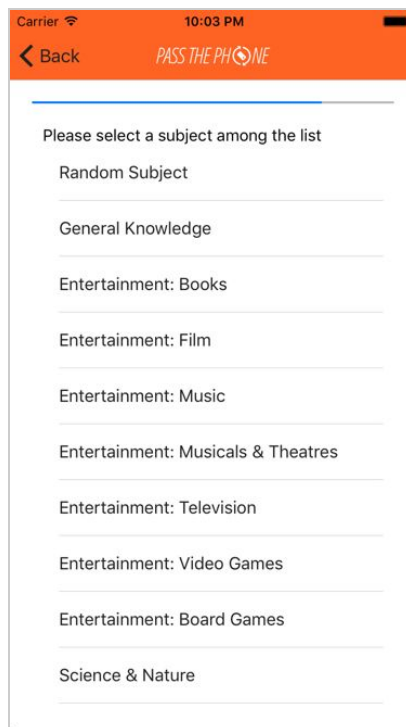 Carrier 10:03 PM
Back PASS THE PHONE
Please select a subject among the list
Random Subject
General Knowledge
Entertainment: Books
Entertainment: Film
Entertainment: Music
Entertainment: Musicals & Theatres
Entertainment: Television
Entertainment: Video Games
Entertainment: Board Games
Science & Nature